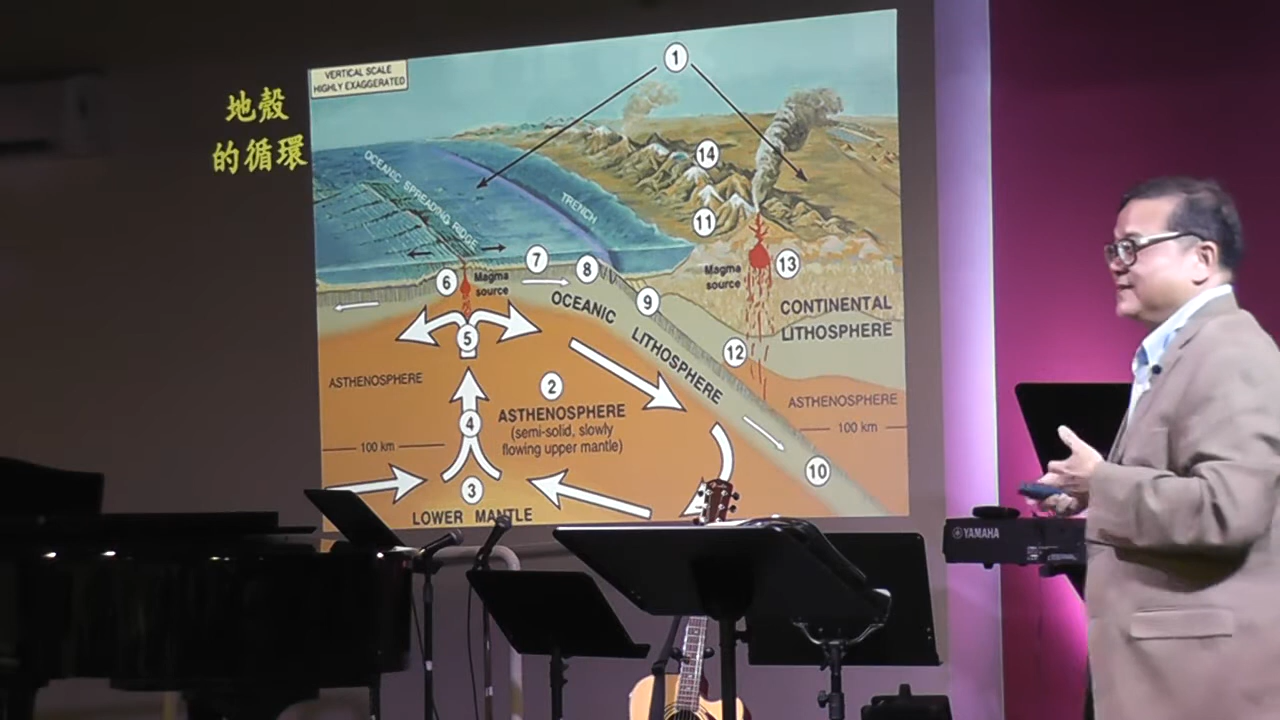 地殼
的循環
VERTICAL SCALE
HIGHLY EXAGGERATED
1
14
OCEANIC SPREADING RIDGE
TRENCH
11
7
8
13
6
Magma
source
Magma
source
9
OCEANIC LITHOSPHERE
CONTINENTAL
LITHOSPHERE
5
12
ASTHENOSPHERE
2
ASTHENOSPHERE
(semi-solid, slowly
flowing upper mantle)
ASTHENOSPHERE
4
100 km
100 km
10
3
LOWER MANTLE
YAMAHA